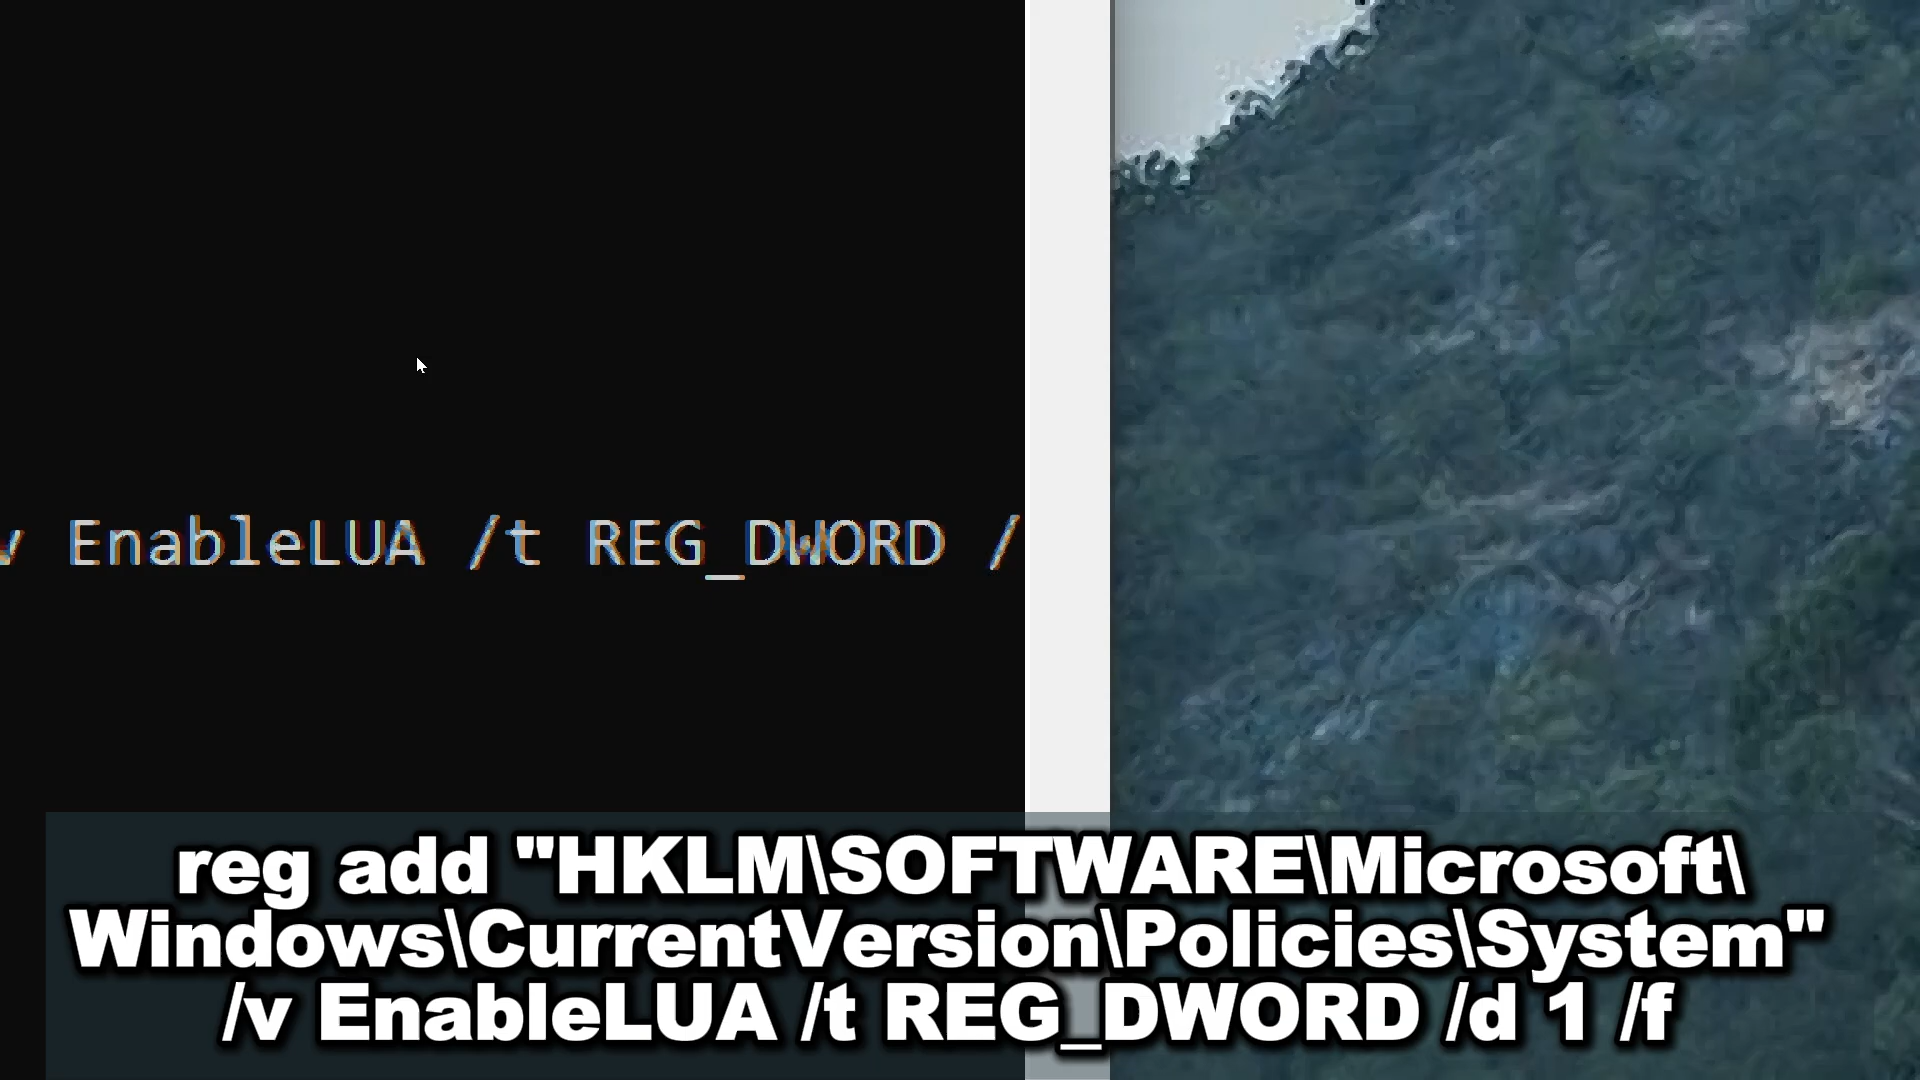 v EnableLUA /t REG_DWORD /
reg add "HKLM\SOFTWARE\Microsoft\
Windows\CurrentVersion\Policies\System"
/v EnableLUA /t REG_DWORD /d 1 /f